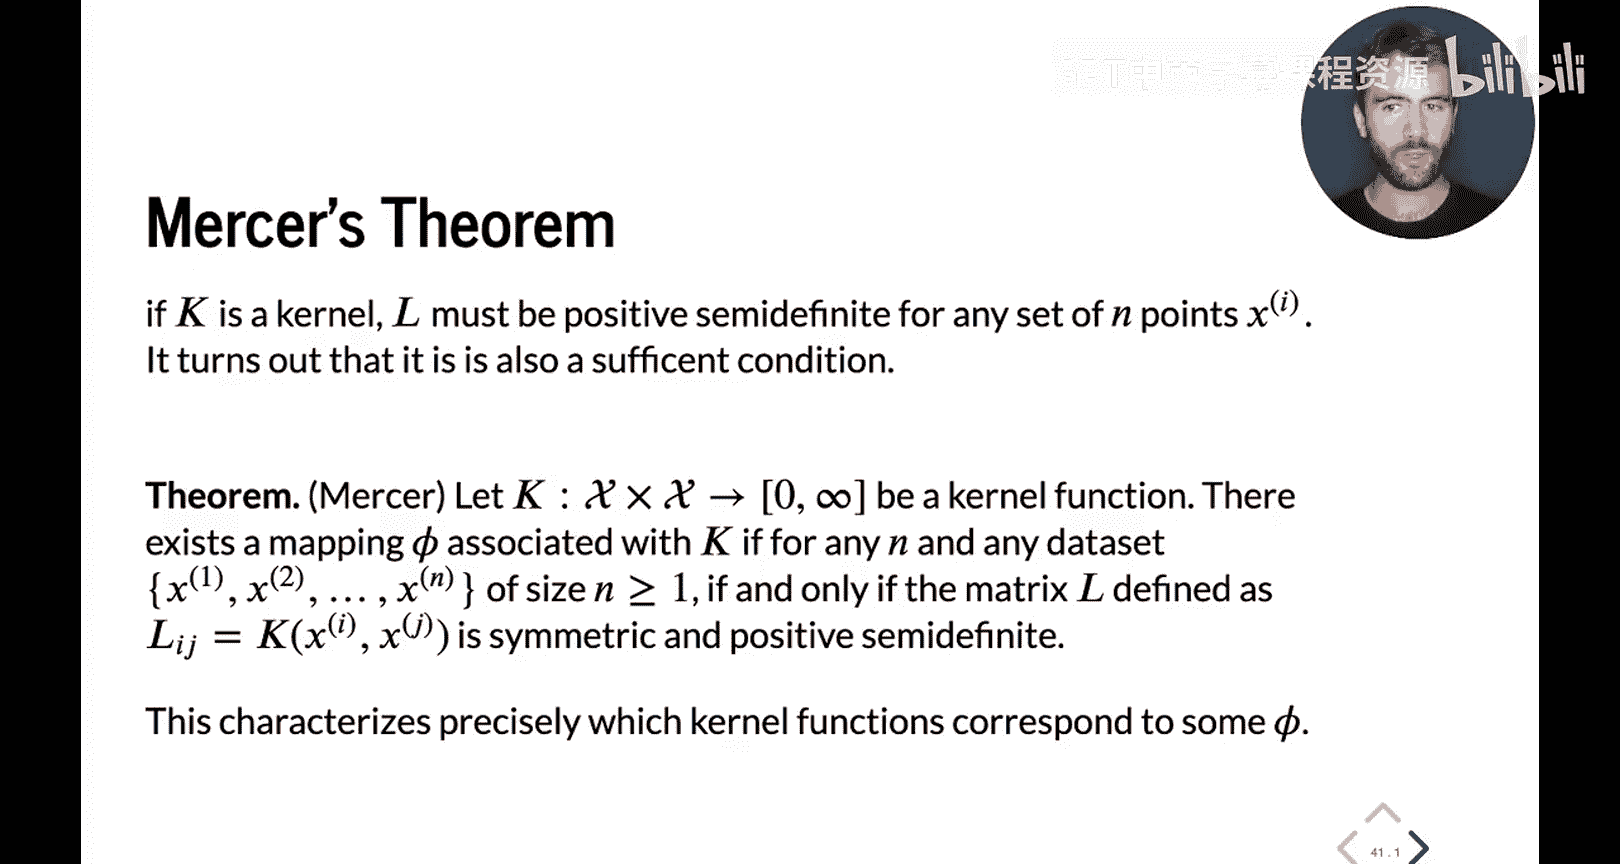 程资源 bilibili
Mercer's Theorem
if K is a kernel, L must be positive semidefinite for any set of n points x^(i).
It turns out that it is is also a sufficent condition.
Theorem. (Mercer) Let K : 𝒳 × 𝒳 → [0, ∞] be a kernel function. There
exists a mapping ϕ associated with K if for any n and any dataset
{x^(1), x^(2), … , x^(n)} of size n ≥ 1, if and only if the matrix L defined as
L_ij = K(x^(i), x^(j)) is symmetric and positive semidefinite.
This characterizes precisely which kernel functions correspond to some ϕ.
41.1